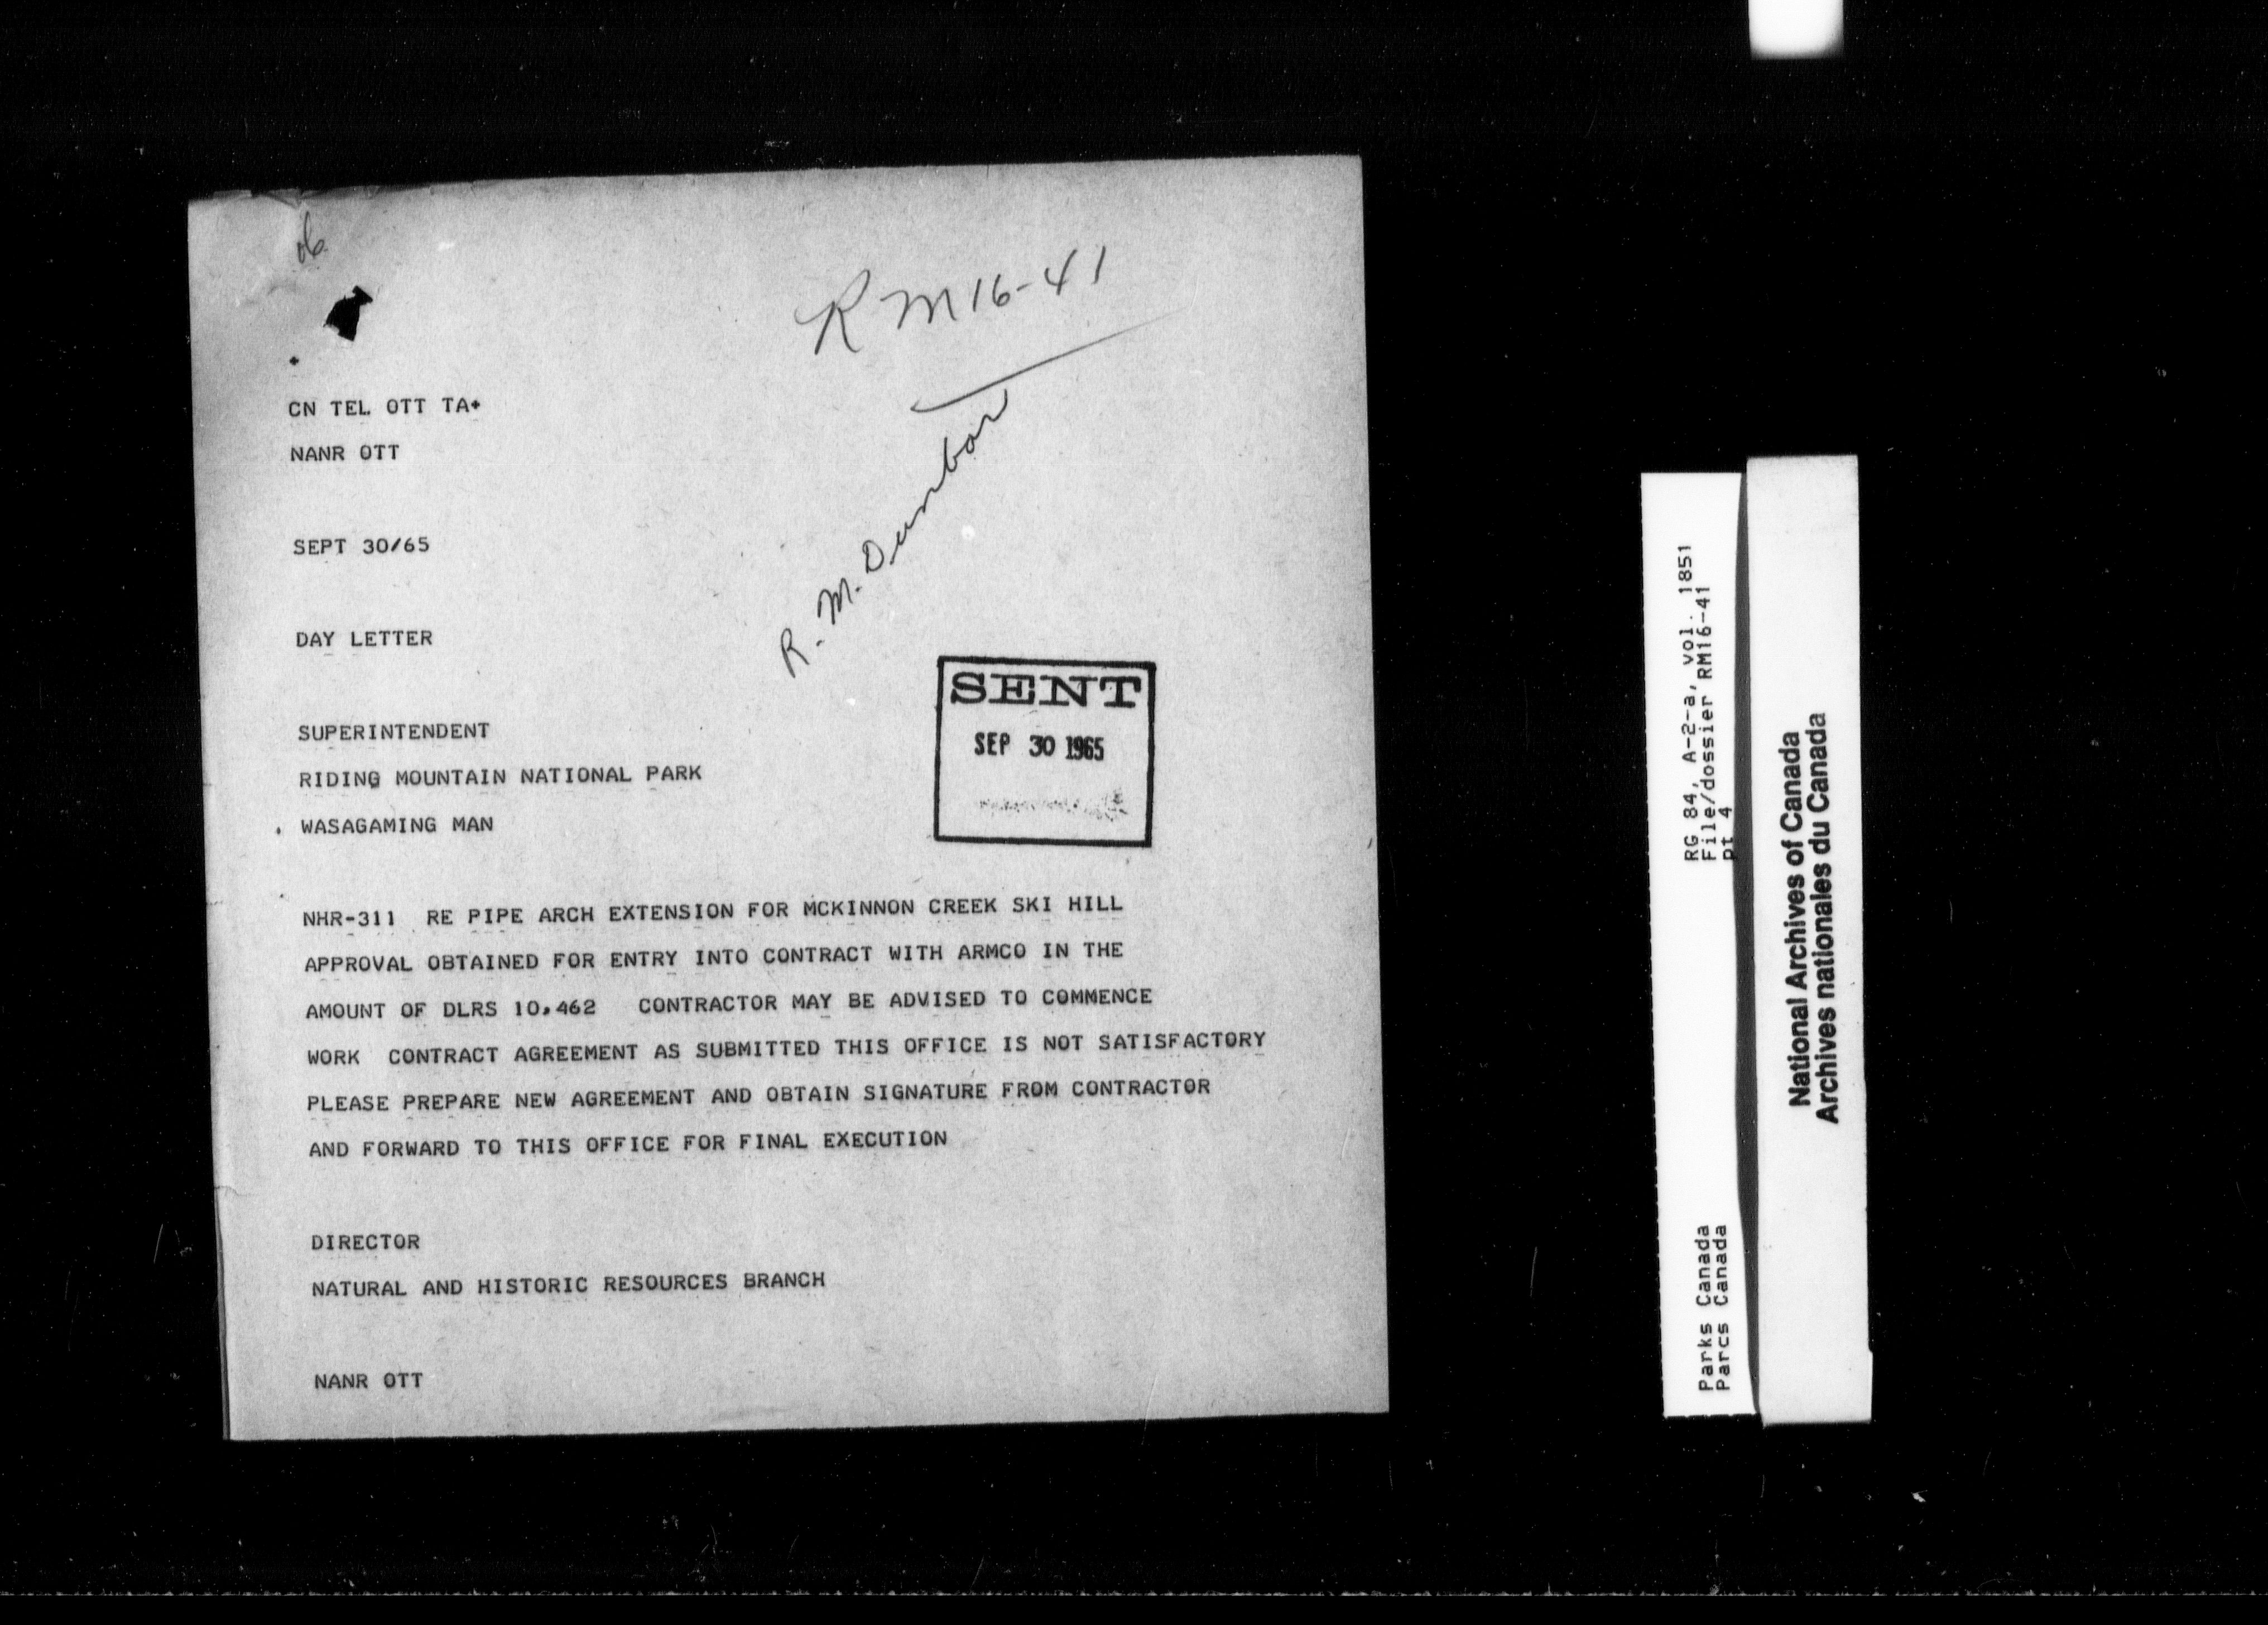 RM16-41
CN TEL OTT TA+
NANR OTT
R. M. Dunbar
SEPT 30/65
DAY LETTER
SENT
SEP 30 1965
SUPERINTENDENT
RIDING MOUNTAIN NATIONAL PARK
WASAGAMING MAN
NHR-311 RE PIPE ARCH EXTENSION FOR MCKINNON CREEK SKI HILL
APPROVAL OBTAINED FOR ENTRY INTO CONTRACT WITH ARMCO IN THE
AMOUNT OF DLRS 10,462 CONTRACTOR MAY BE ADVISED TO COMMENCE
WORK CONTRACT AGREEMENT AS SUBMITTED THIS OFFICE IS NOT SATISFACTORY
PLEASE PREPARE NEW AGREEMENT AND OBTAIN SIGNATURE FROM CONTRACTOR
AND FORWARD TO THIS OFFICE FOR FINAL EXECUTION
DIRECTOR
NATURAL AND HISTORIC RESOURCES BRANCH
NANR OTT
Parks Canada
Parcs Canada
RG 84, A-2-a, vol. 1851
File/dossier RM16-41
pt 4
National Archives of Canada
Archives nationales du Canada